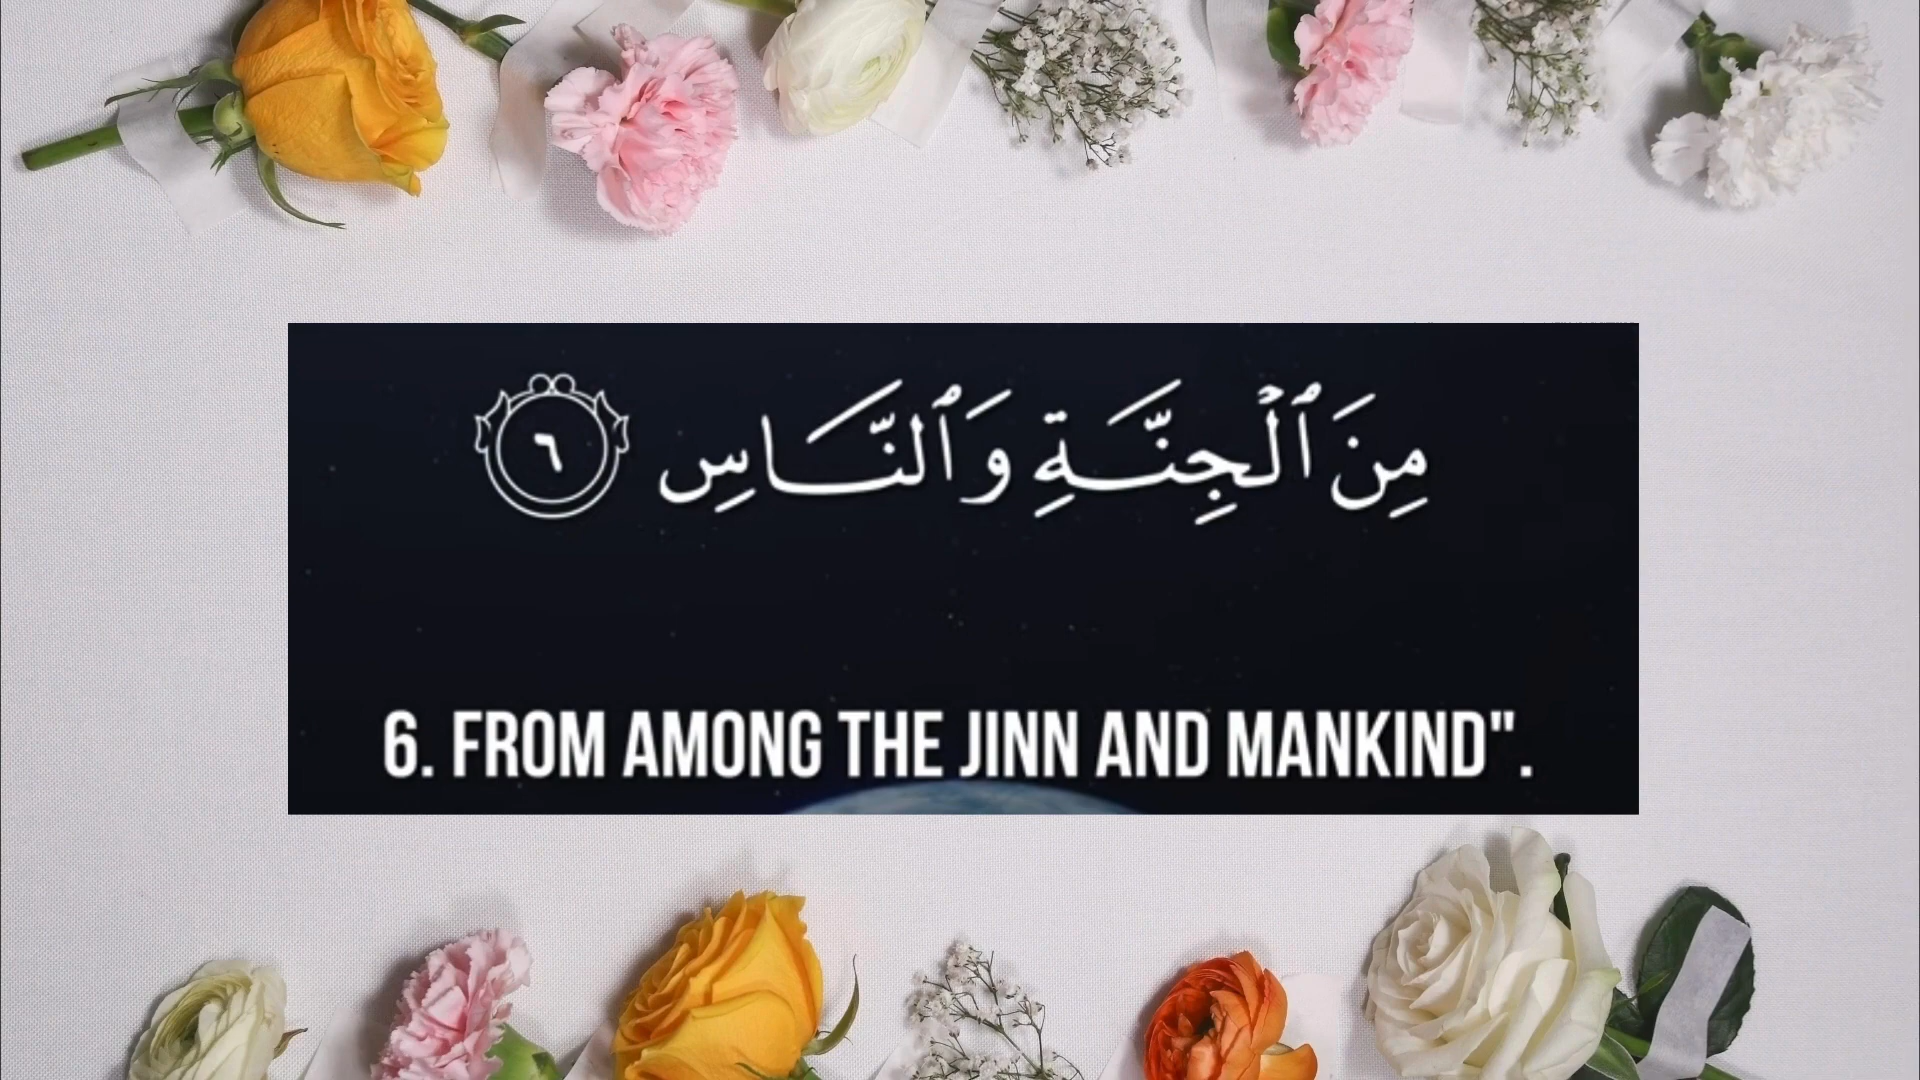 مِنَ ٱلْجِنَّةِ وَٱلنَّاسِ ٦
6. FROM AMONG THE JINN AND MANKIND".